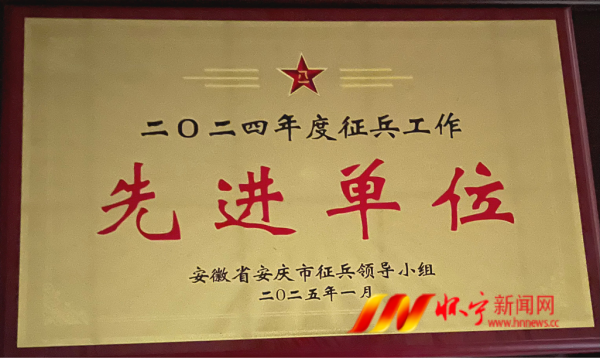 八一
二〇二四年度征兵工作
先进单位
安徽省安庆市征兵领导小组
二〇二五年一月
怀宁新闻网
www.hnnews.cc